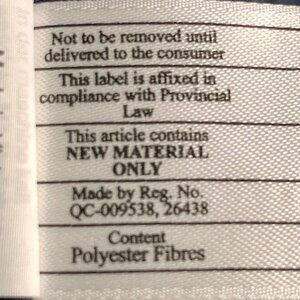 Not to be removed until
delivered to the consumer
This label is affixed in
compliance with Provincial
Law
This article contains
NEW MATERIAL
ONLY
Made by Reg. No.
QC-009538, 26438
Content
Polyester Fibres